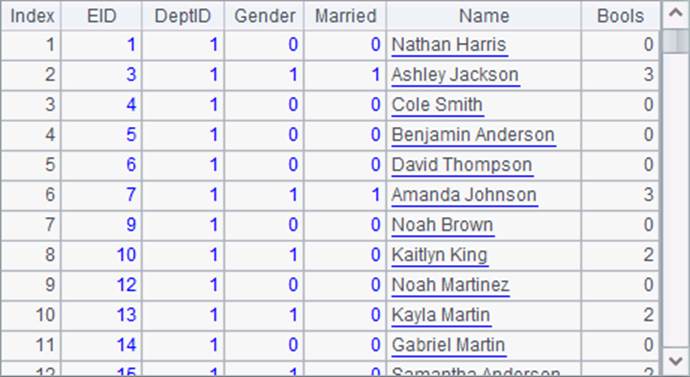 Index EID DeptID Gender Married Name Bools
1 1 1 0 0 Nathan Harris 0
2 3 1 1 1 Ashley Jackson 3
3 4 1 0 0 Cole Smith 0
4 5 1 0 0 Benjamin Anderson 0
5 6 1 0 0 David Thompson 0
6 7 1 1 1 Amanda Johnson 3
7 9 1 0 0 Noah Brown 0
8 10 1 1 0 Kaitlyn King 2
9 12 1 0 0 Noah Martinez 0
10 13 1 1 0 Kayla Martin 2
11 14 1 0 0 Gabriel Martin 0
12 15 1 1 0 Samantha Anderson 2